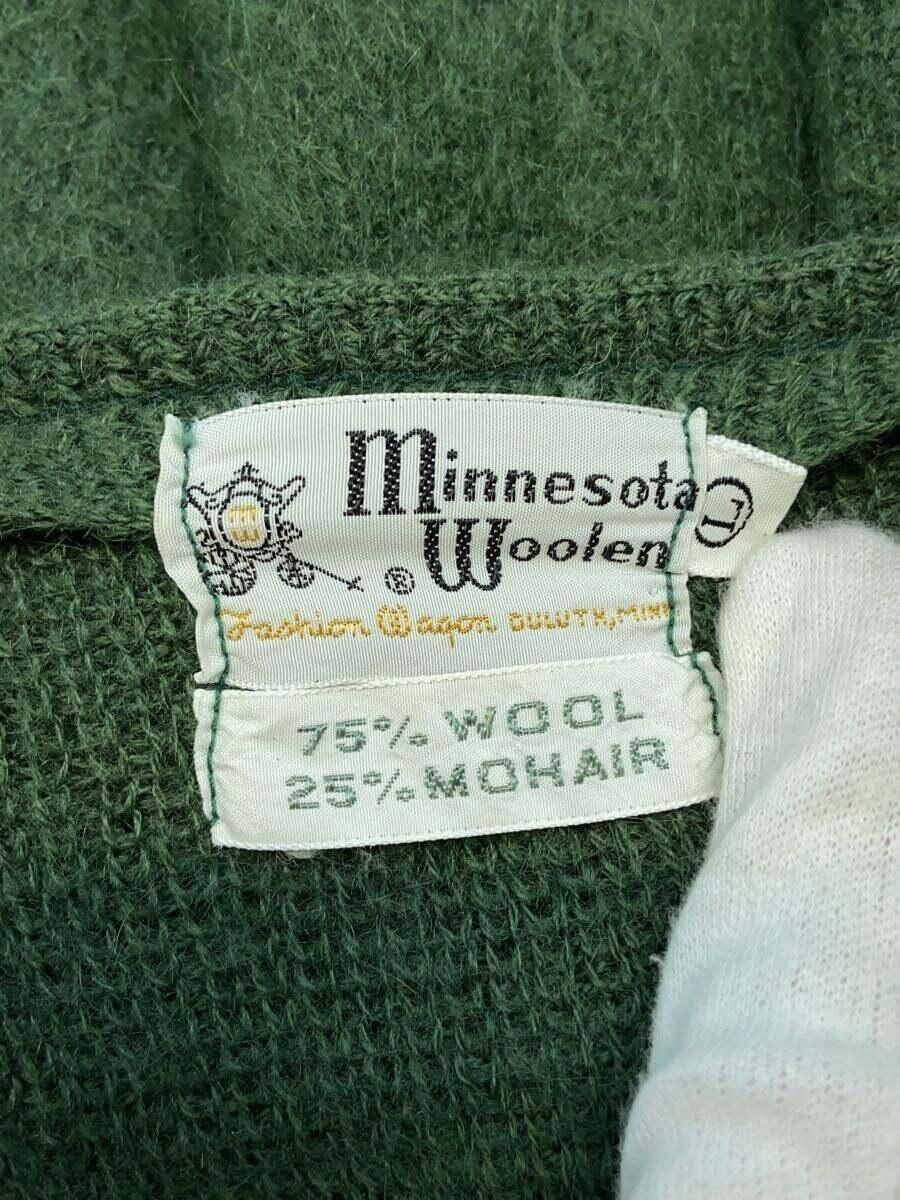 Minnesota
Woolen
®
Fashion Wagon DULUTH, MINN
75% WOOL
25% MOHAIR